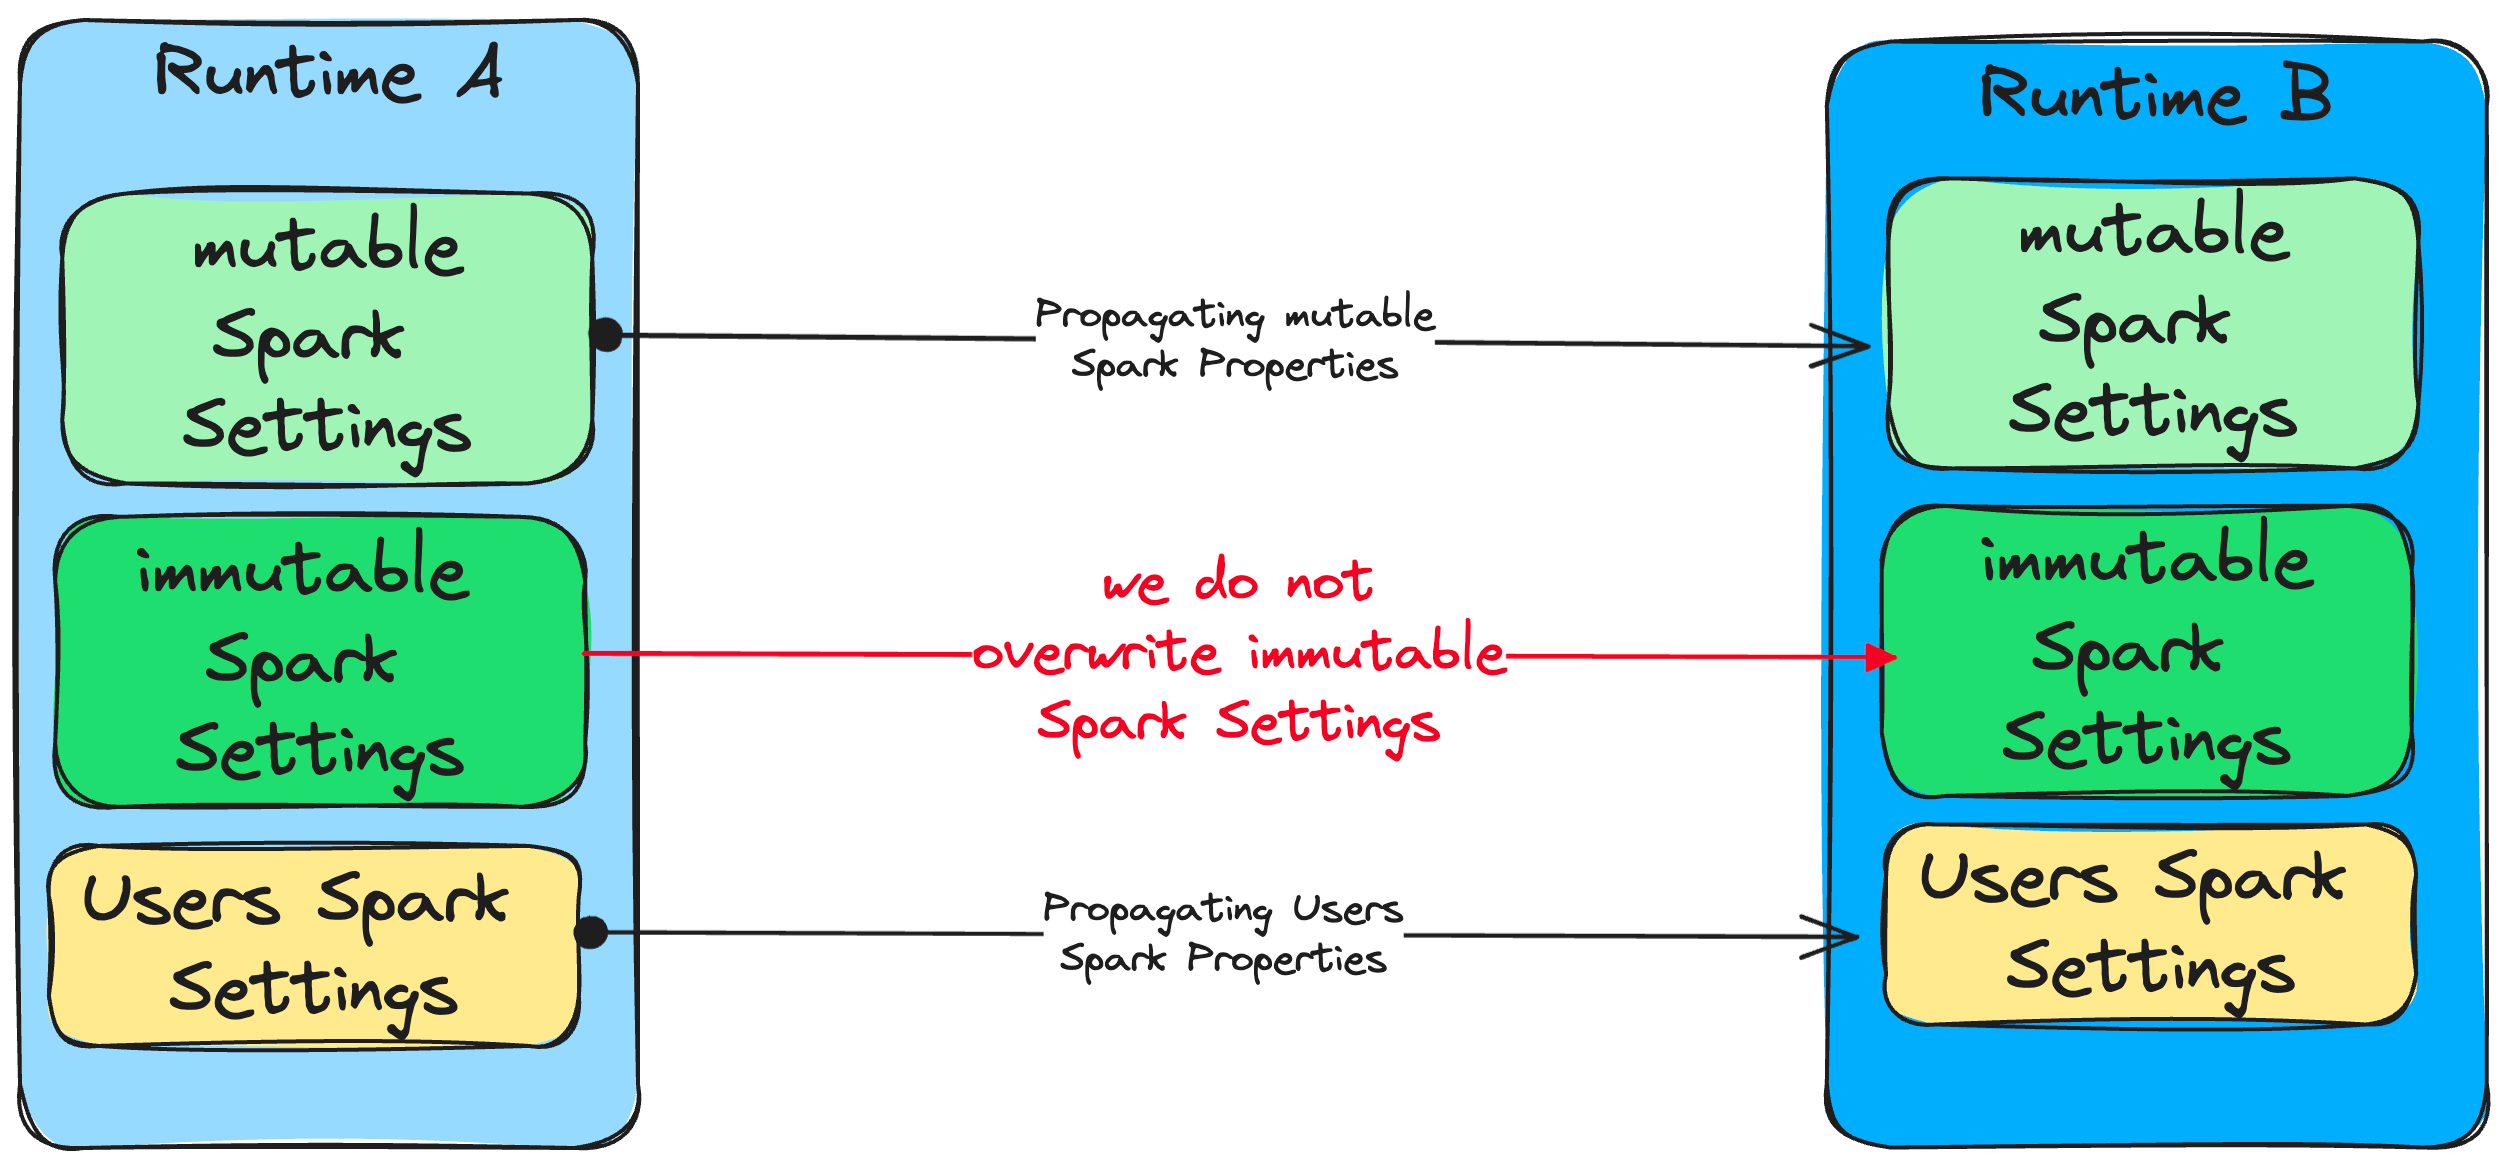 Runtime A
mutable
Spark
Settings
immutable
Spark
Settings
Users Spark
Settings
Propagating mutable
Spark Properties
we do not
overwrite immutable
Spark Settings
Propagating Users
Spark Properties
Runtime B
mutable
Spark
Settings
immutable
Spark
Settings
Users Spark
Settings